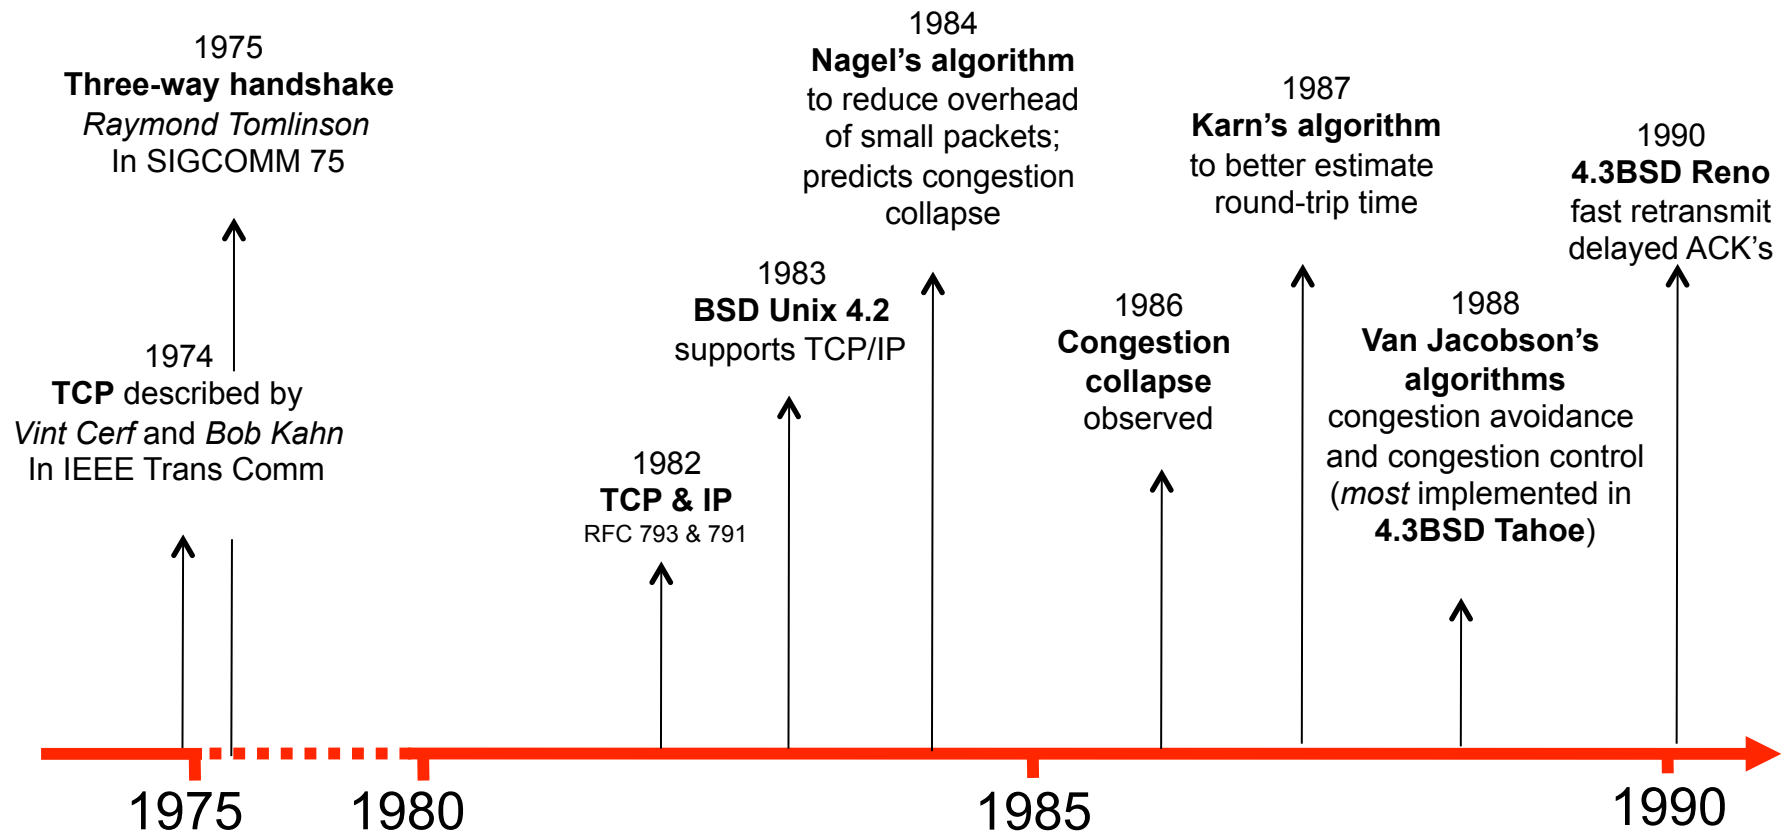 1975
Three-way handshake
Raymond Tomlinson
In SIGCOMM 75
1974
TCP described by
Vint Cerf and Bob Kahn
In IEEE Trans Comm
1982
TCP & IP
RFC 793 & 791
1983
BSD Unix 4.2
supports TCP/IP
1984
Nagel’s algorithm
to reduce overhead
of small packets;
predicts congestion
collapse
1986
Congestion
collapse
observed
1987
Karn’s algorithm
to better estimate
round-trip time
1988
Van Jacobson’s
algorithms
congestion avoidance
and congestion control
(most implemented in
4.3BSD Tahoe)
1990
4.3BSD Reno
fast retransmit
delayed ACK’s
1975
1980
1985
1990